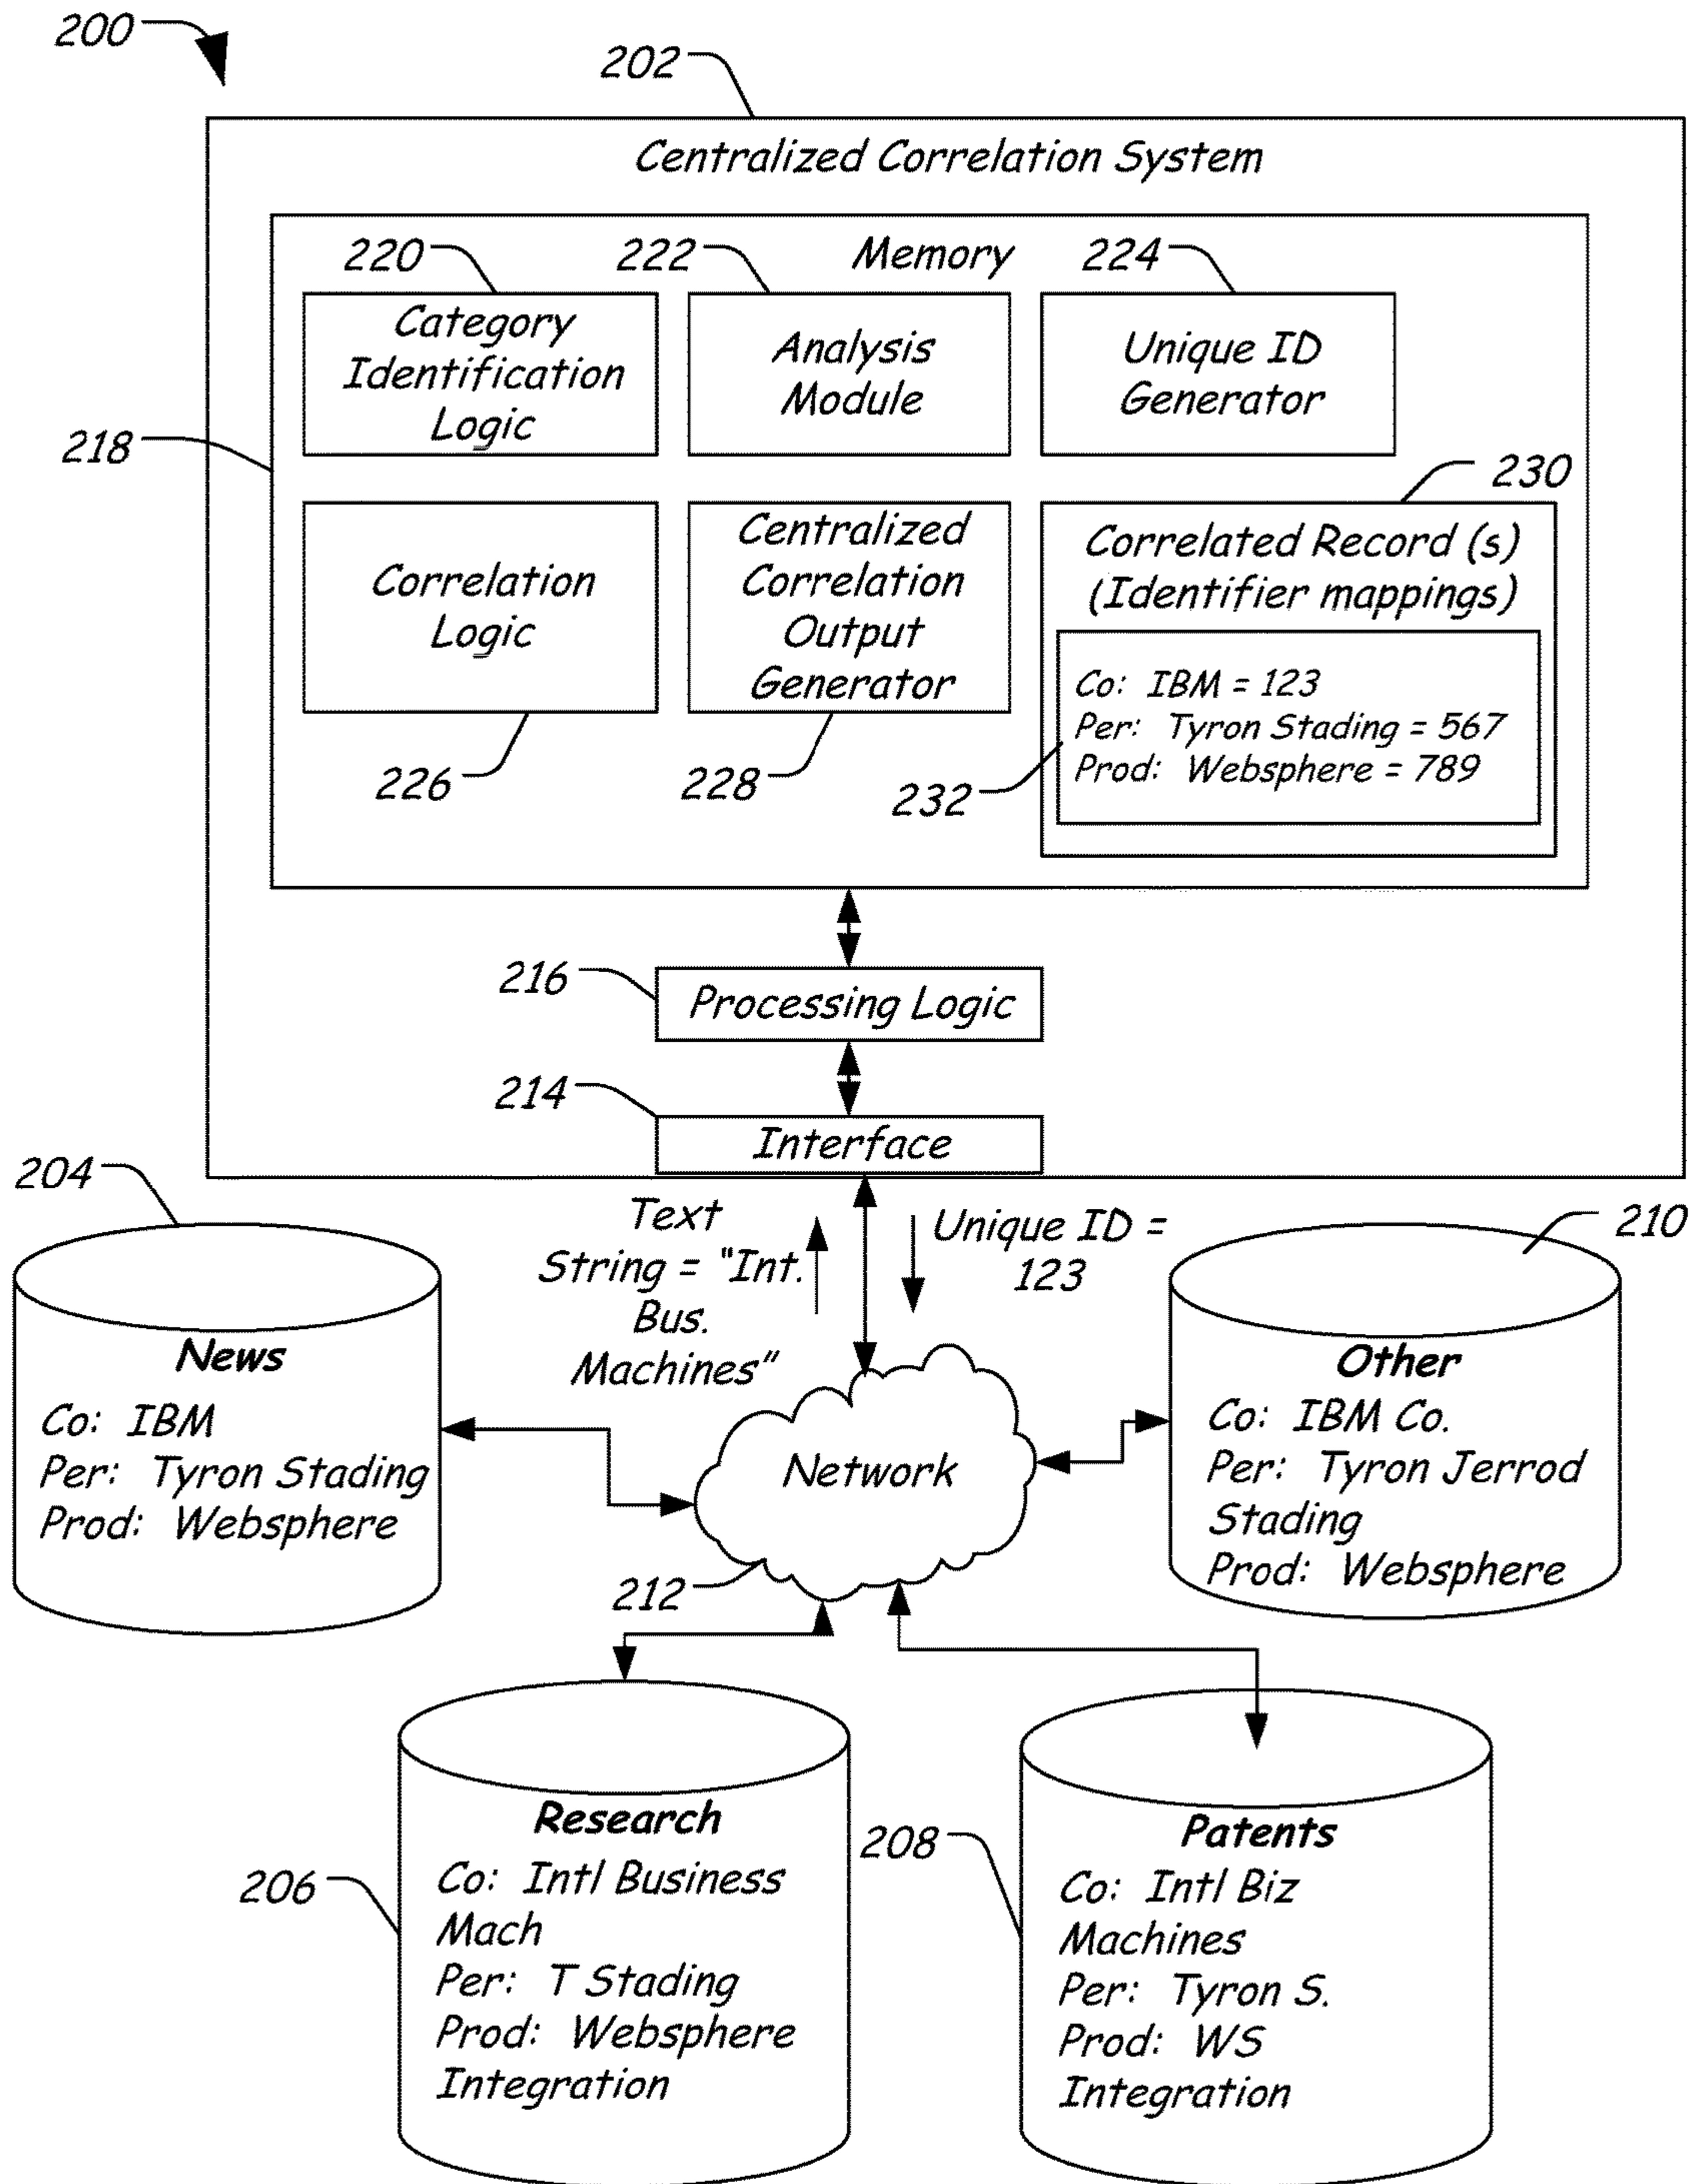 200
202
Centralized Correlation System
220
222
Memory
224
Category
Identification
Logic
Analysis
Module
Unique ID
Generator
218
230
Correlation
Logic
Centralized
Correlation
Output
Generator
Correlated Record (s)
(Identifier mappings)
Co: IBM = 123
Per: Tyron Stading = 567
Prod: Websphere = 789
226
228
232
216
Processing Logic
214
Interface
204
Text
String = "Int.
Bus.
Machines"
Unique ID =
123
210
News
Co: IBM
Per: Tyron Stading
Prod: Websphere
Network
212
Other
Co: IBM Co.
Per: Tyron Jerrod
Stading
Prod: Websphere
206
Research
Co: Intl Business
Mach
Per: T Stading
Prod: Websphere
Integration
208
Patents
Co: Intl Biz
Machines
Per: Tyron S.
Prod: WS
Integration